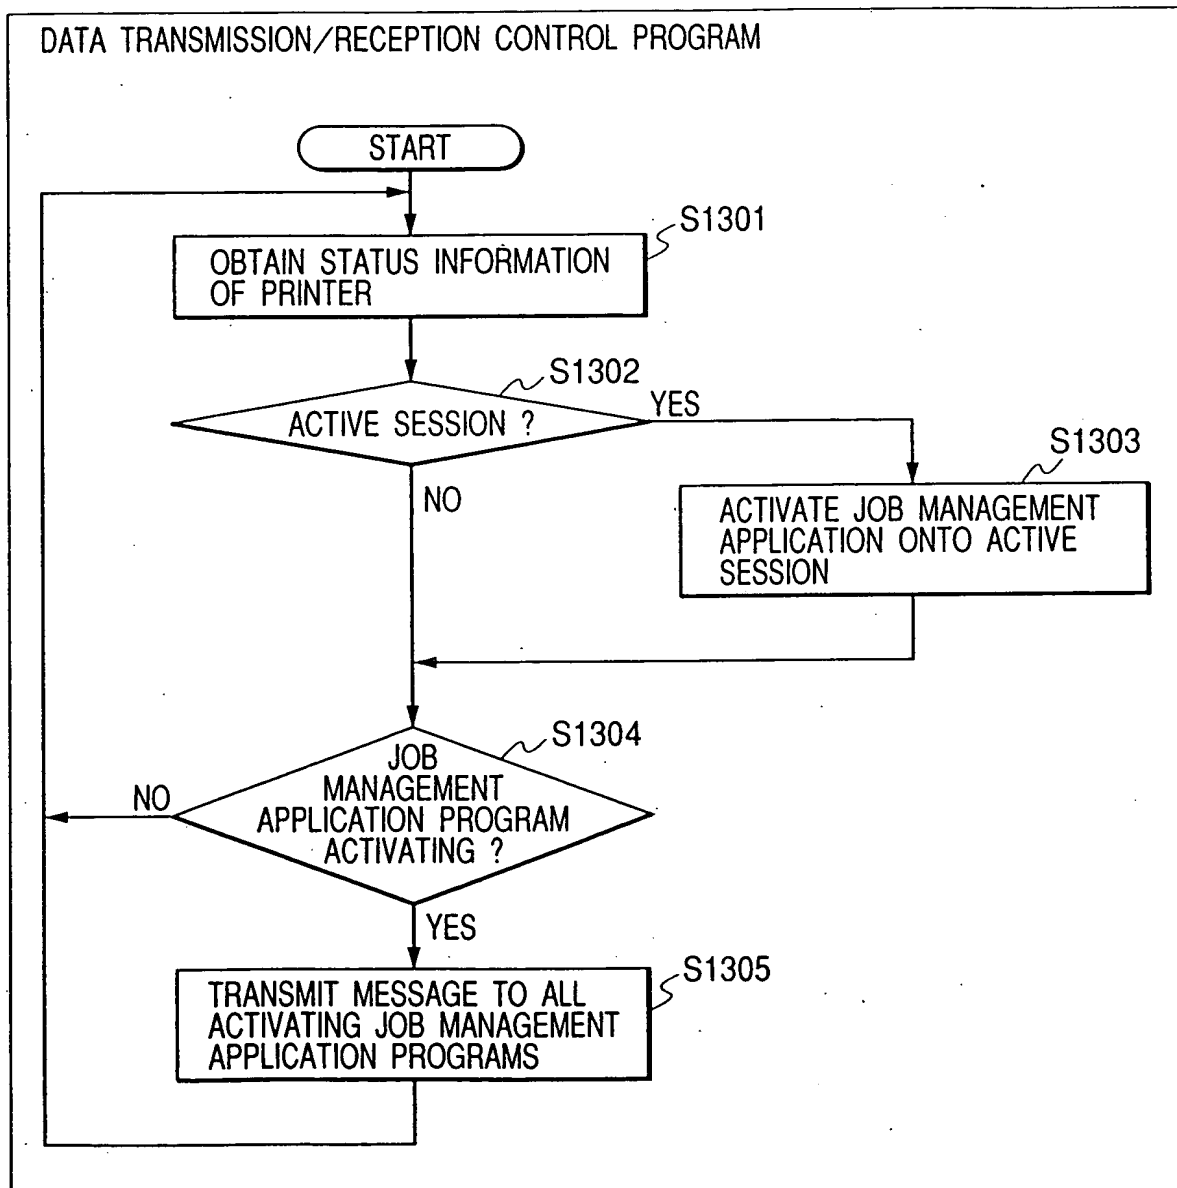 DATA TRANSMISSION/RECEPTION CONTROL PROGRAM
START
S1301
OBTAIN STATUS INFORMATION
OF PRINTER
S1302
ACTIVE SESSION ?
YES
NO
S1303
ACTIVATE JOB MANAGEMENT
APPLICATION ONTO ACTIVE
SESSION
S1304
JOB
MANAGEMENT
APPLICATION PROGRAM
ACTIVATING ?
NO
YES
S1305
TRANSMIT MESSAGE TO ALL
ACTIVATING JOB MANAGEMENT
APPLICATION PROGRAMS